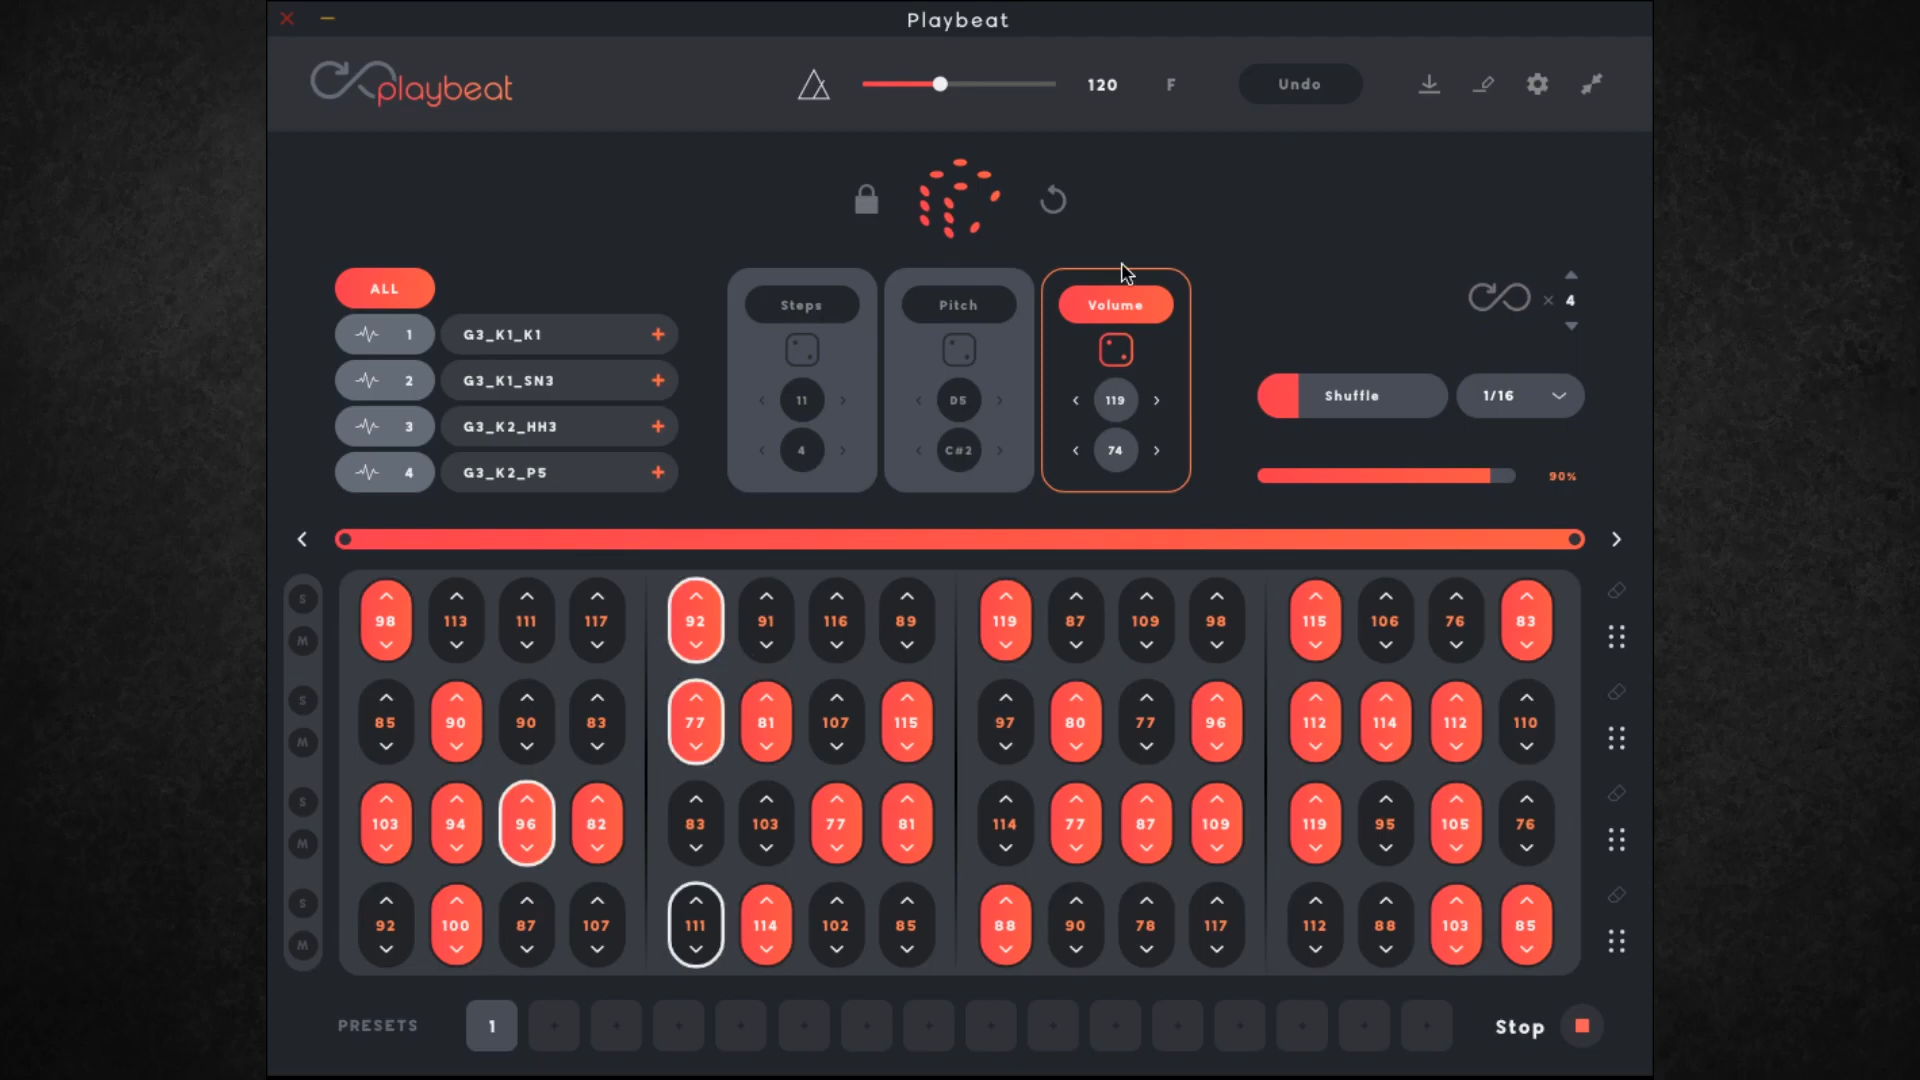 Playbeat
playbeat
120 F Undo
ALL
1 G3_K1_K1 +
2 G3_K1_SN3 +
3 G3_K2_HH3 +
4 G3_K2_P5 +
Steps
11
4
Pitch
D5
C#2
Volume
119
74
× 4
Shuffle 1/16
90%
S M
98 113 111 117 92 91 116 89 119 87 109 98 115 106 76 83
S M
85 90 90 83 77 81 107 115 97 80 77 96 112 114 112 110
S M
103 94 96 82 83 103 77 81 114 77 87 109 119 95 105 76
S M
92 100 87 107 111 114 102 85 88 90 78 117 112 88 103 85
PRESETS 1 + + + + + + + + + + + + + + + Stop